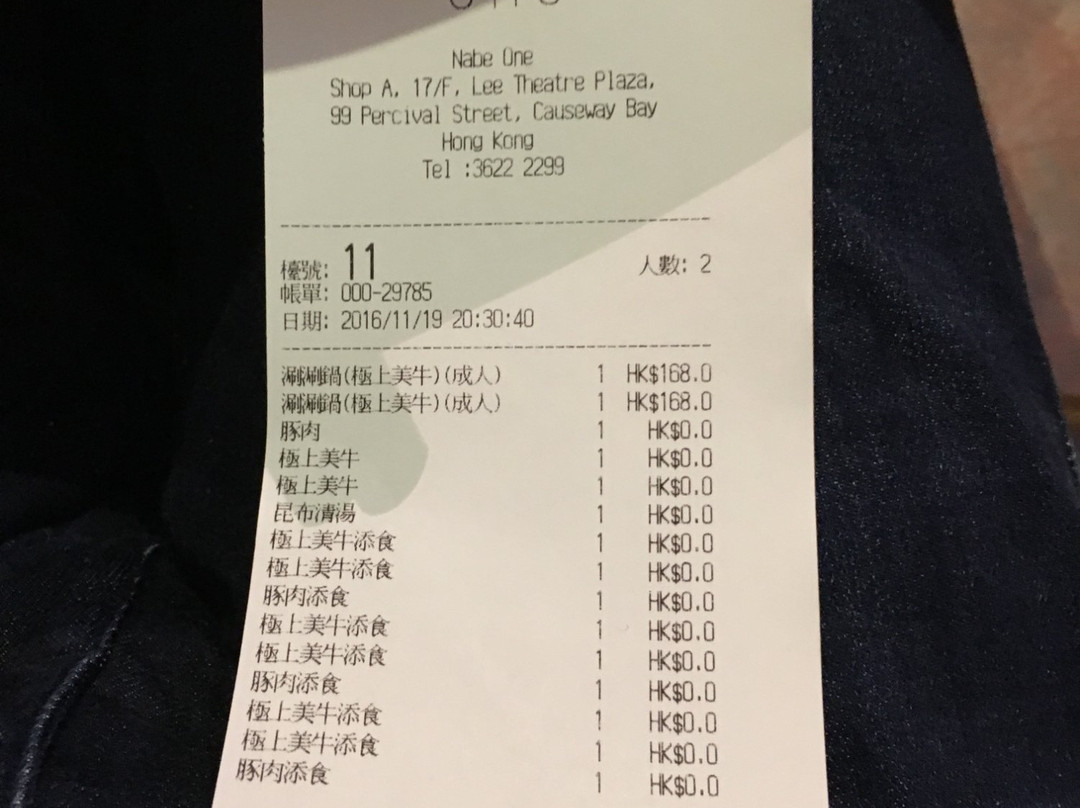 Nabe One
Shop A, 17/F, Lee Theatre Plaza,
99 Percival Street, Causeway Bay
Hong Kong
Tel :3622 2299
檯號: 11 人數: 2
帳單: 000-29785
日期: 2016/11/19 20:30:40
涮涮鍋(極上美牛)(成人) 1 HK$168.0
涮涮鍋(極上美牛)(成人) 1 HK$168.0
豚肉 1 HK$0.0
極上美牛 1 HK$0.0
極上美牛 1 HK$0.0
昆布清湯 1 HK$0.0
極上美牛添食 1 HK$0.0
極上美牛添食 1 HK$0.0
豚肉添食 1 HK$0.0
極上美牛添食 1 HK$0.0
極上美牛添食 1 HK$0.0
豚肉添食 1 HK$0.0
極上美牛添食 1 HK$0.0
極上美牛添食 1 HK$0.0
豚肉添食 1 HK$0.0